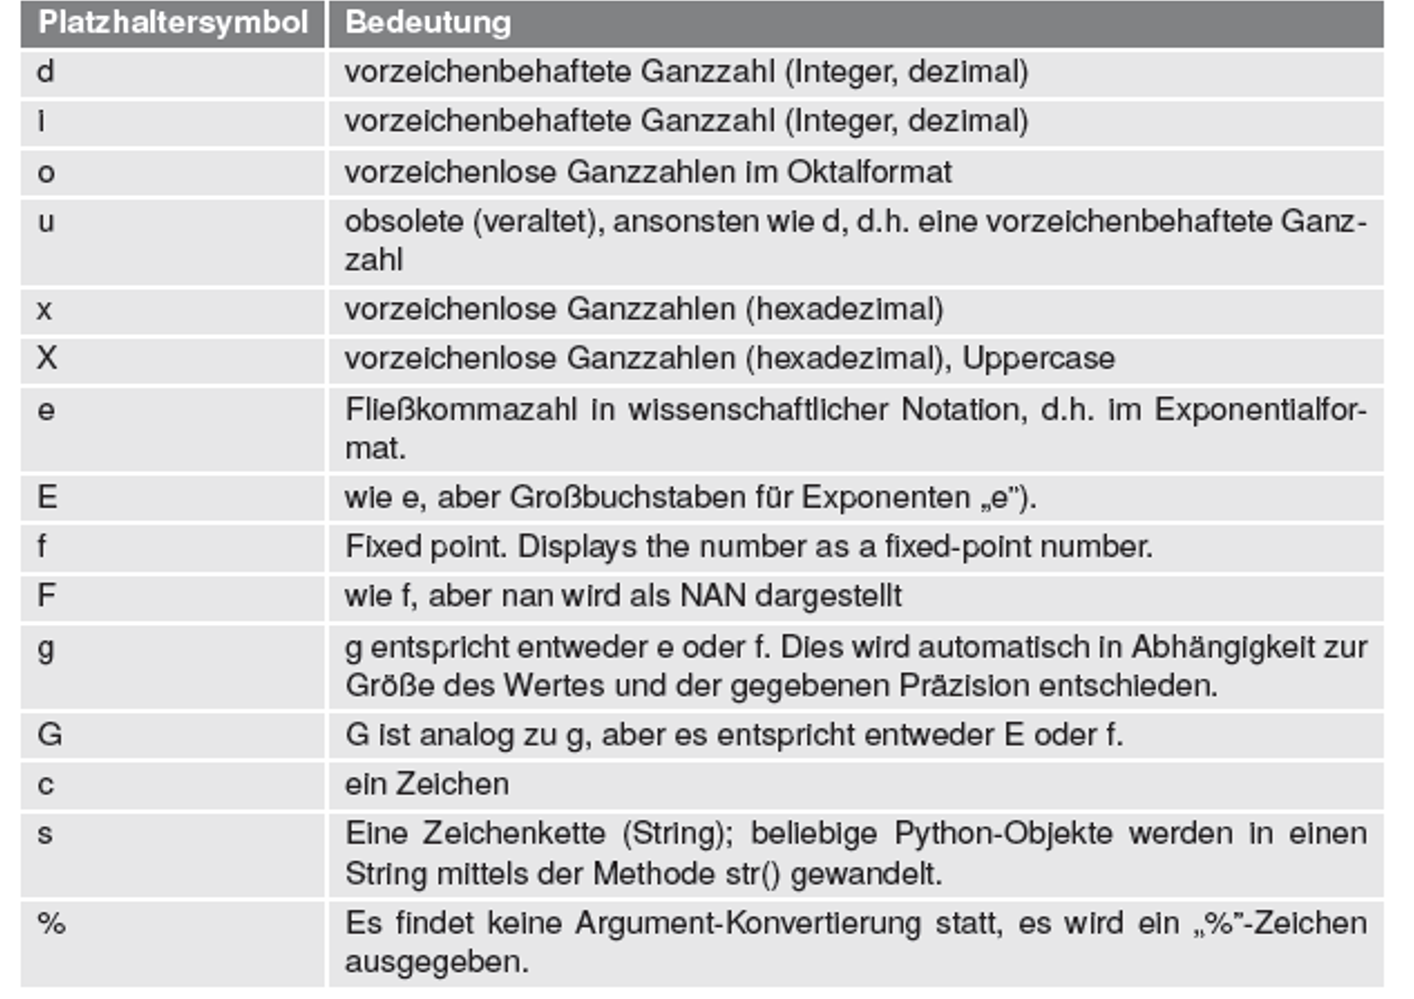 Platzhaltersymbol Bedeutung
d vorzeichenbehaftete Ganzzahl (Integer, dezimal)
i vorzeichenbehaftete Ganzzahl (Integer, dezimal)
o vorzeichenlose Ganzzahlen im Oktalformat
u obsolete (veraltet), ansonsten wie d, d.h. eine vorzeichenbehaftete Ganz-
zahl
x vorzeichenlose Ganzzahlen (hexadezimal)
X vorzeichenlose Ganzzahlen (hexadezimal), Uppercase
e Fließkommazahl in wissenschaftlicher Notation, d.h. im Exponentialfor-
mat.
E wie e, aber Großbuchstaben für Exponenten „e”).
f Fixed point. Displays the number as a fixed-point number.
F wie f, aber nan wird als NAN dargestellt
g g entspricht entweder e oder f. Dies wird automatisch in Abhängigkeit zur
Größe des Wertes und der gegebenen Präzision entschieden.
G G ist analog zu g, aber es entspricht entweder E oder f.
c ein Zeichen
s Eine Zeichenkette (String); beliebige Python-Objekte werden in einen
String mittels der Methode str() gewandelt.
% Es findet keine Argument-Konvertierung statt, es wird ein „%”-Zeichen
ausgegeben.